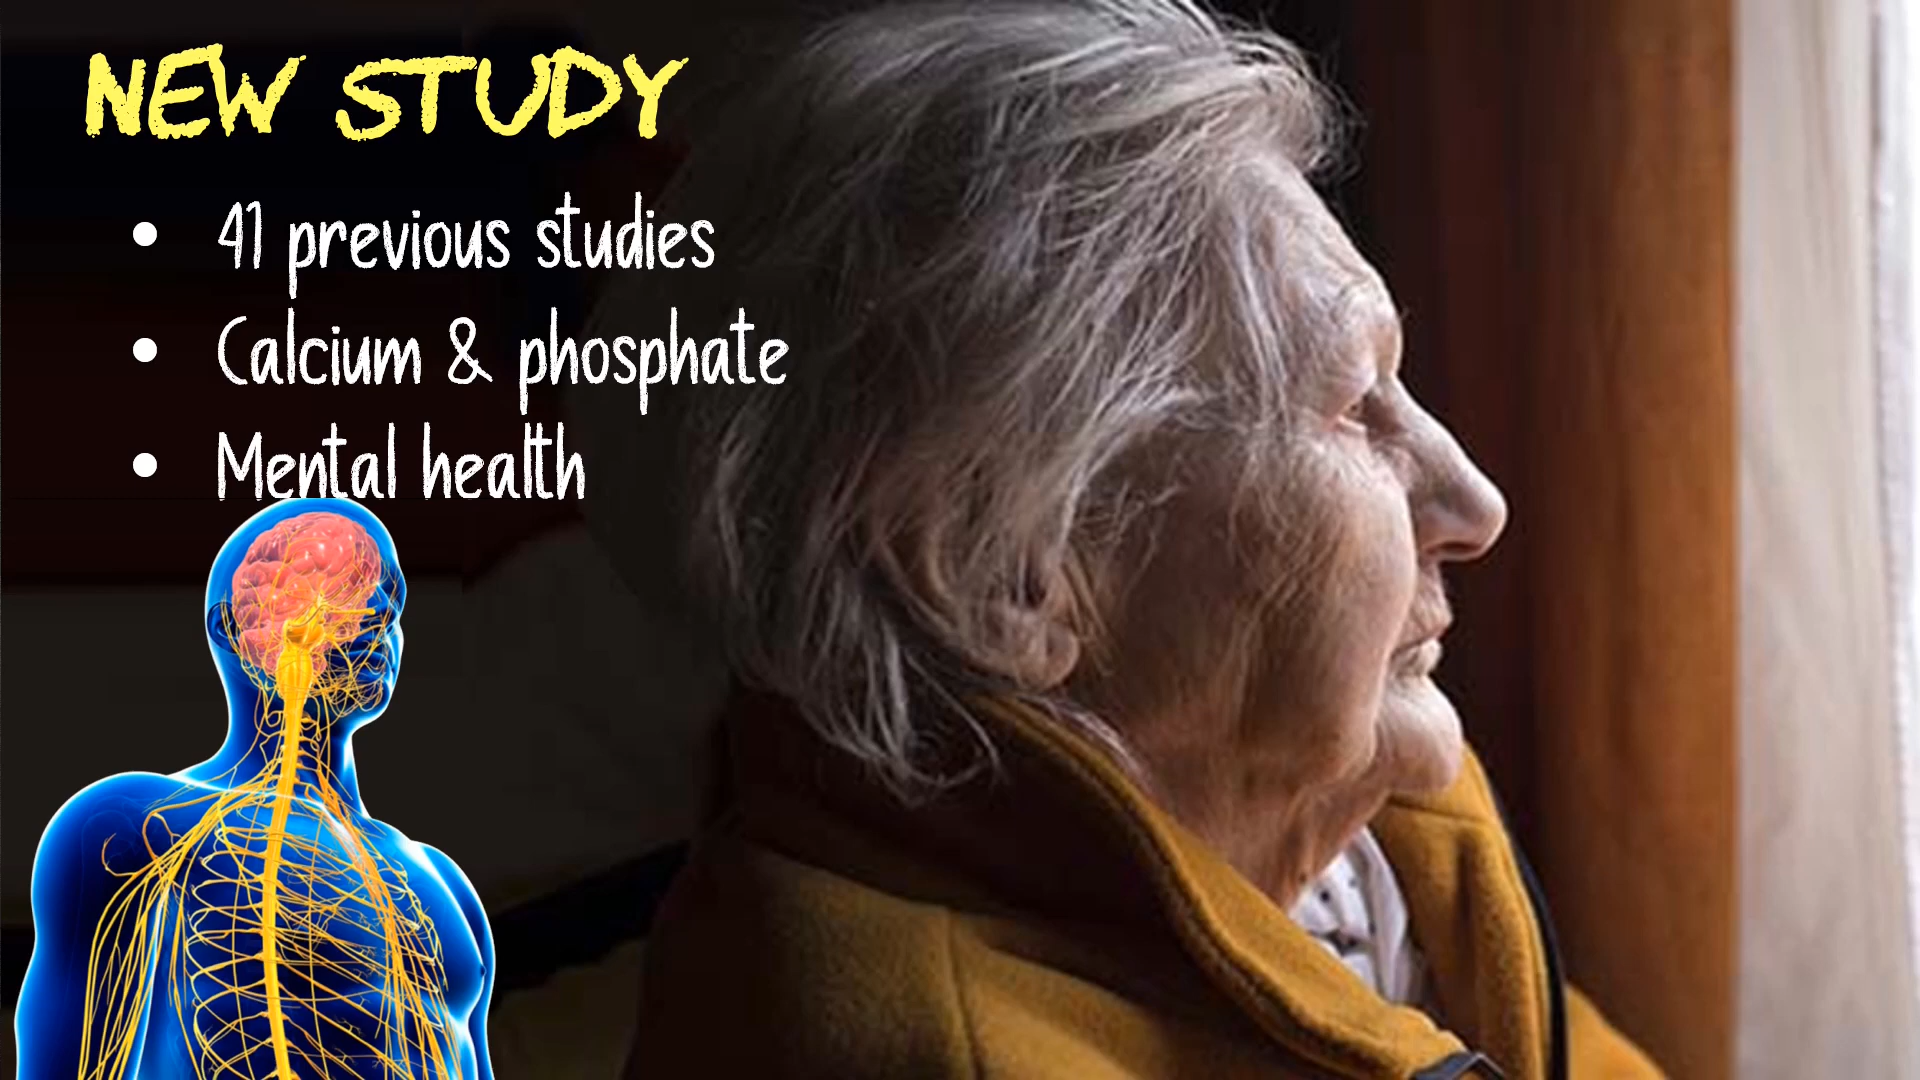 NEW STUDY
• 41 previous studies
• Calcium & phosphate
• Mental health